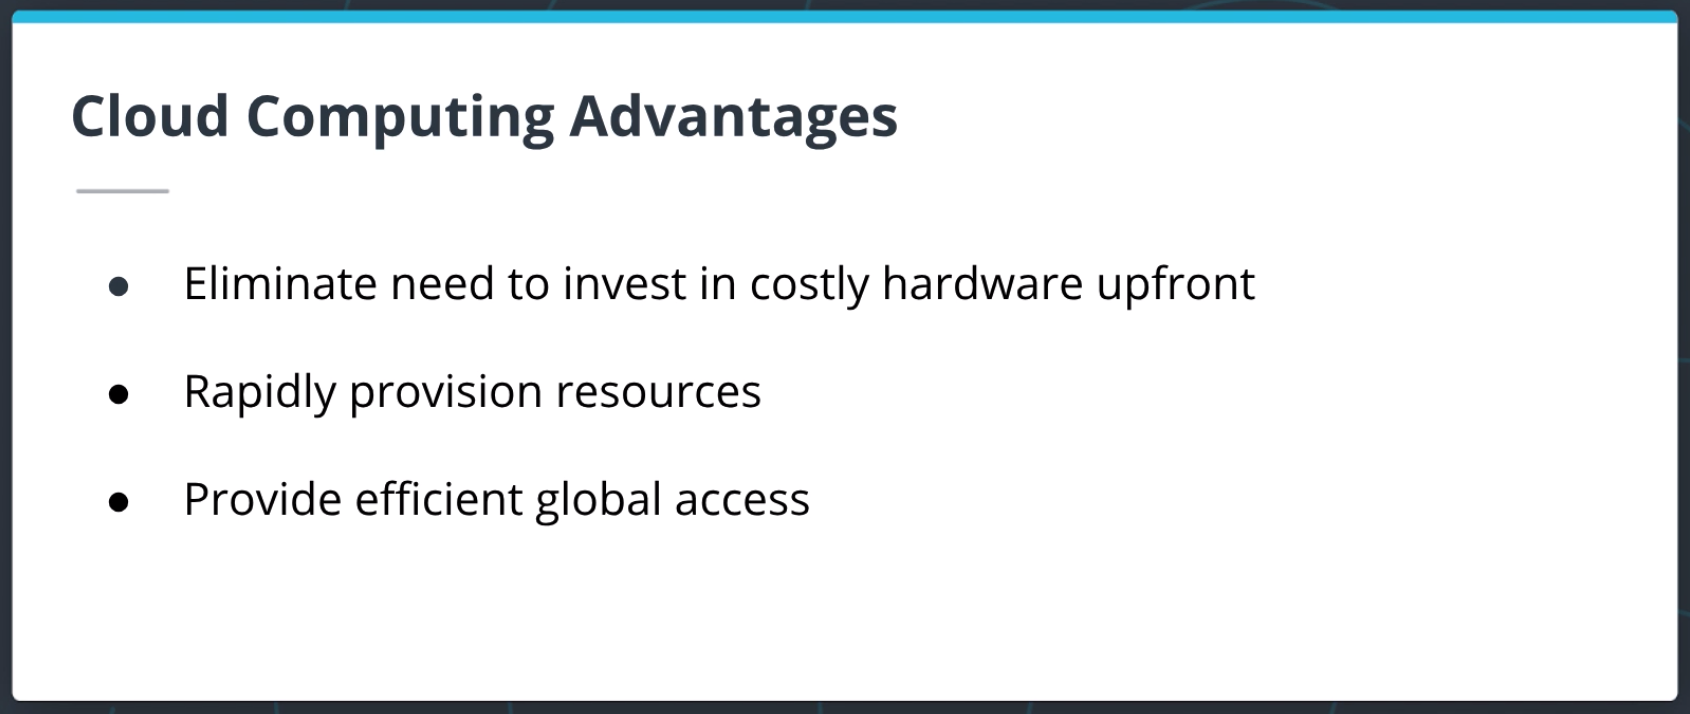 Cloud Computing Advantages
● Eliminate need to invest in costly hardware upfront
● Rapidly provision resources
● Provide efficient global access